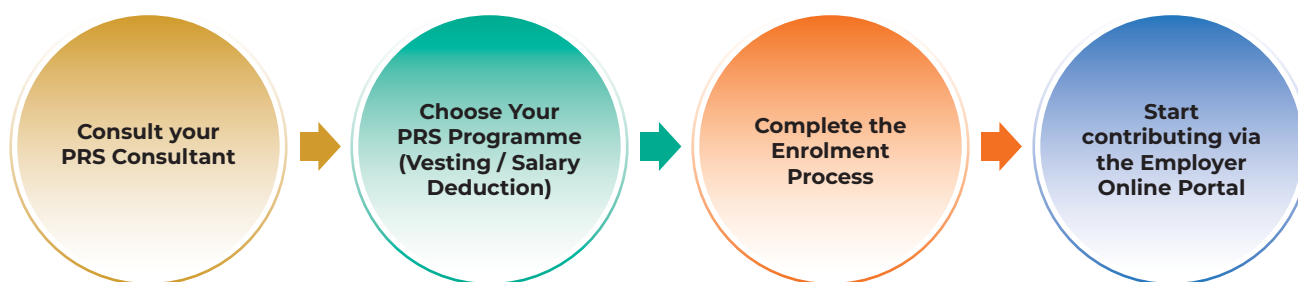 Consult your
PRS Consultant
Choose Your
PRS Programme
(Vesting / Salary
Deduction)
Complete the
Enrolment
Process
Start
contributing via
the Employer
Online Portal